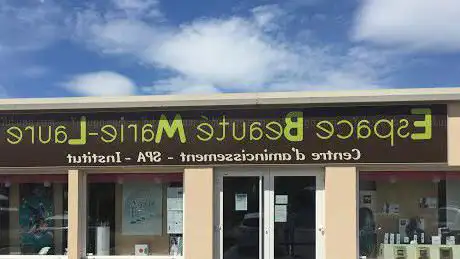 Espace Beauté Marie-Laure
Centre d'amincissement - SPA - Institut